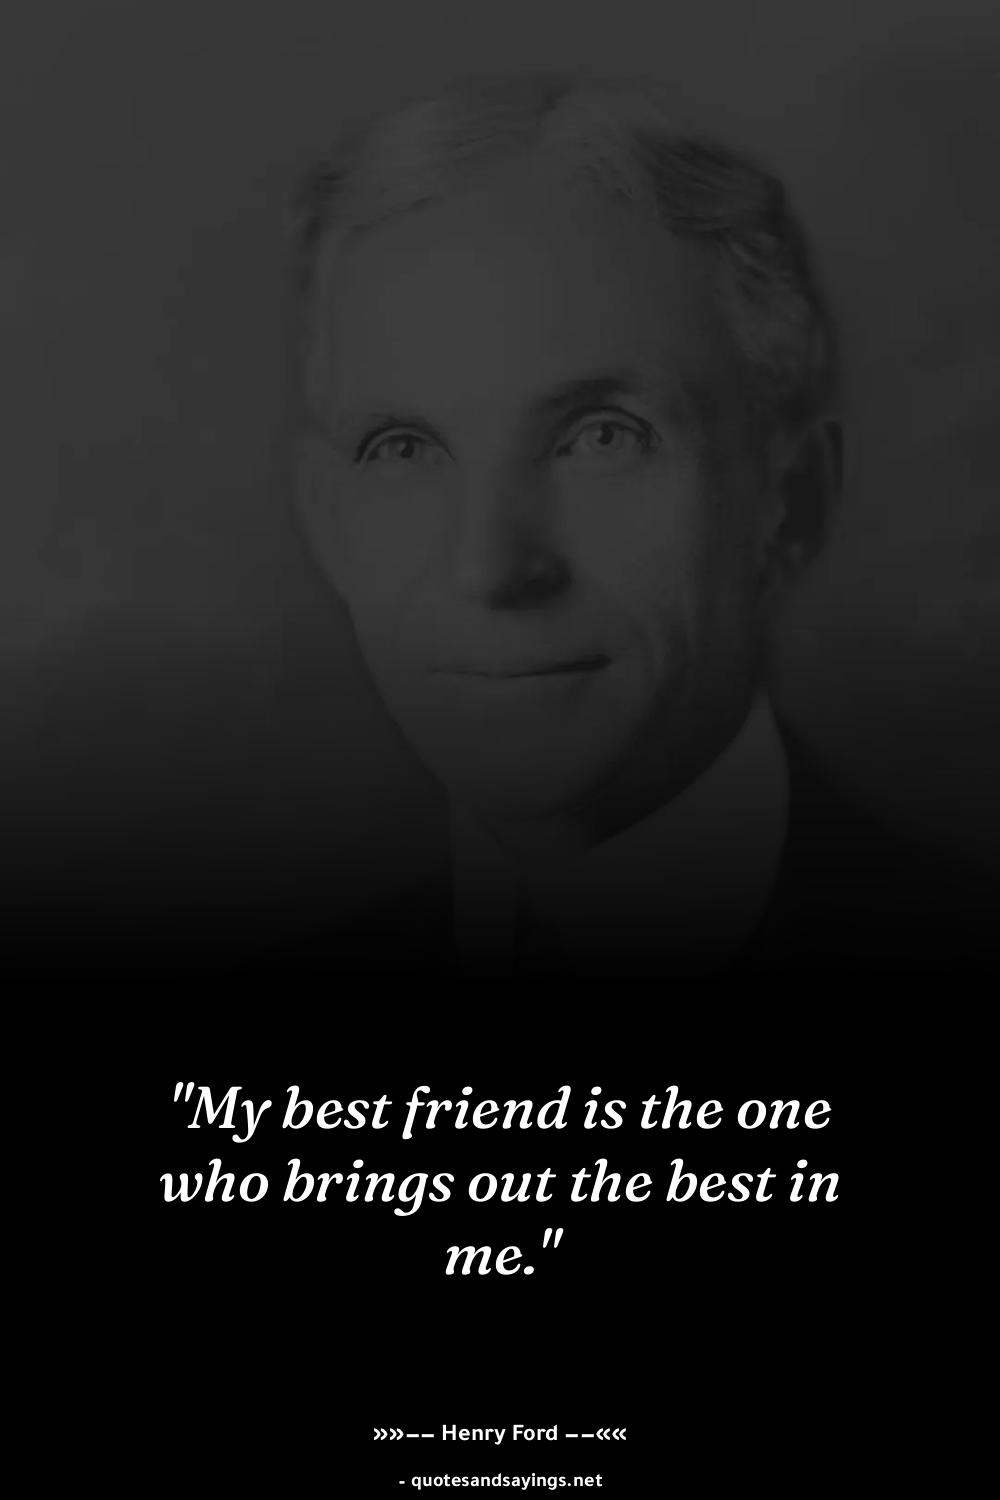 "My best friend is the one
who brings out the best in
me."
»»–– Henry Ford ––««
- quotesandsayings.net